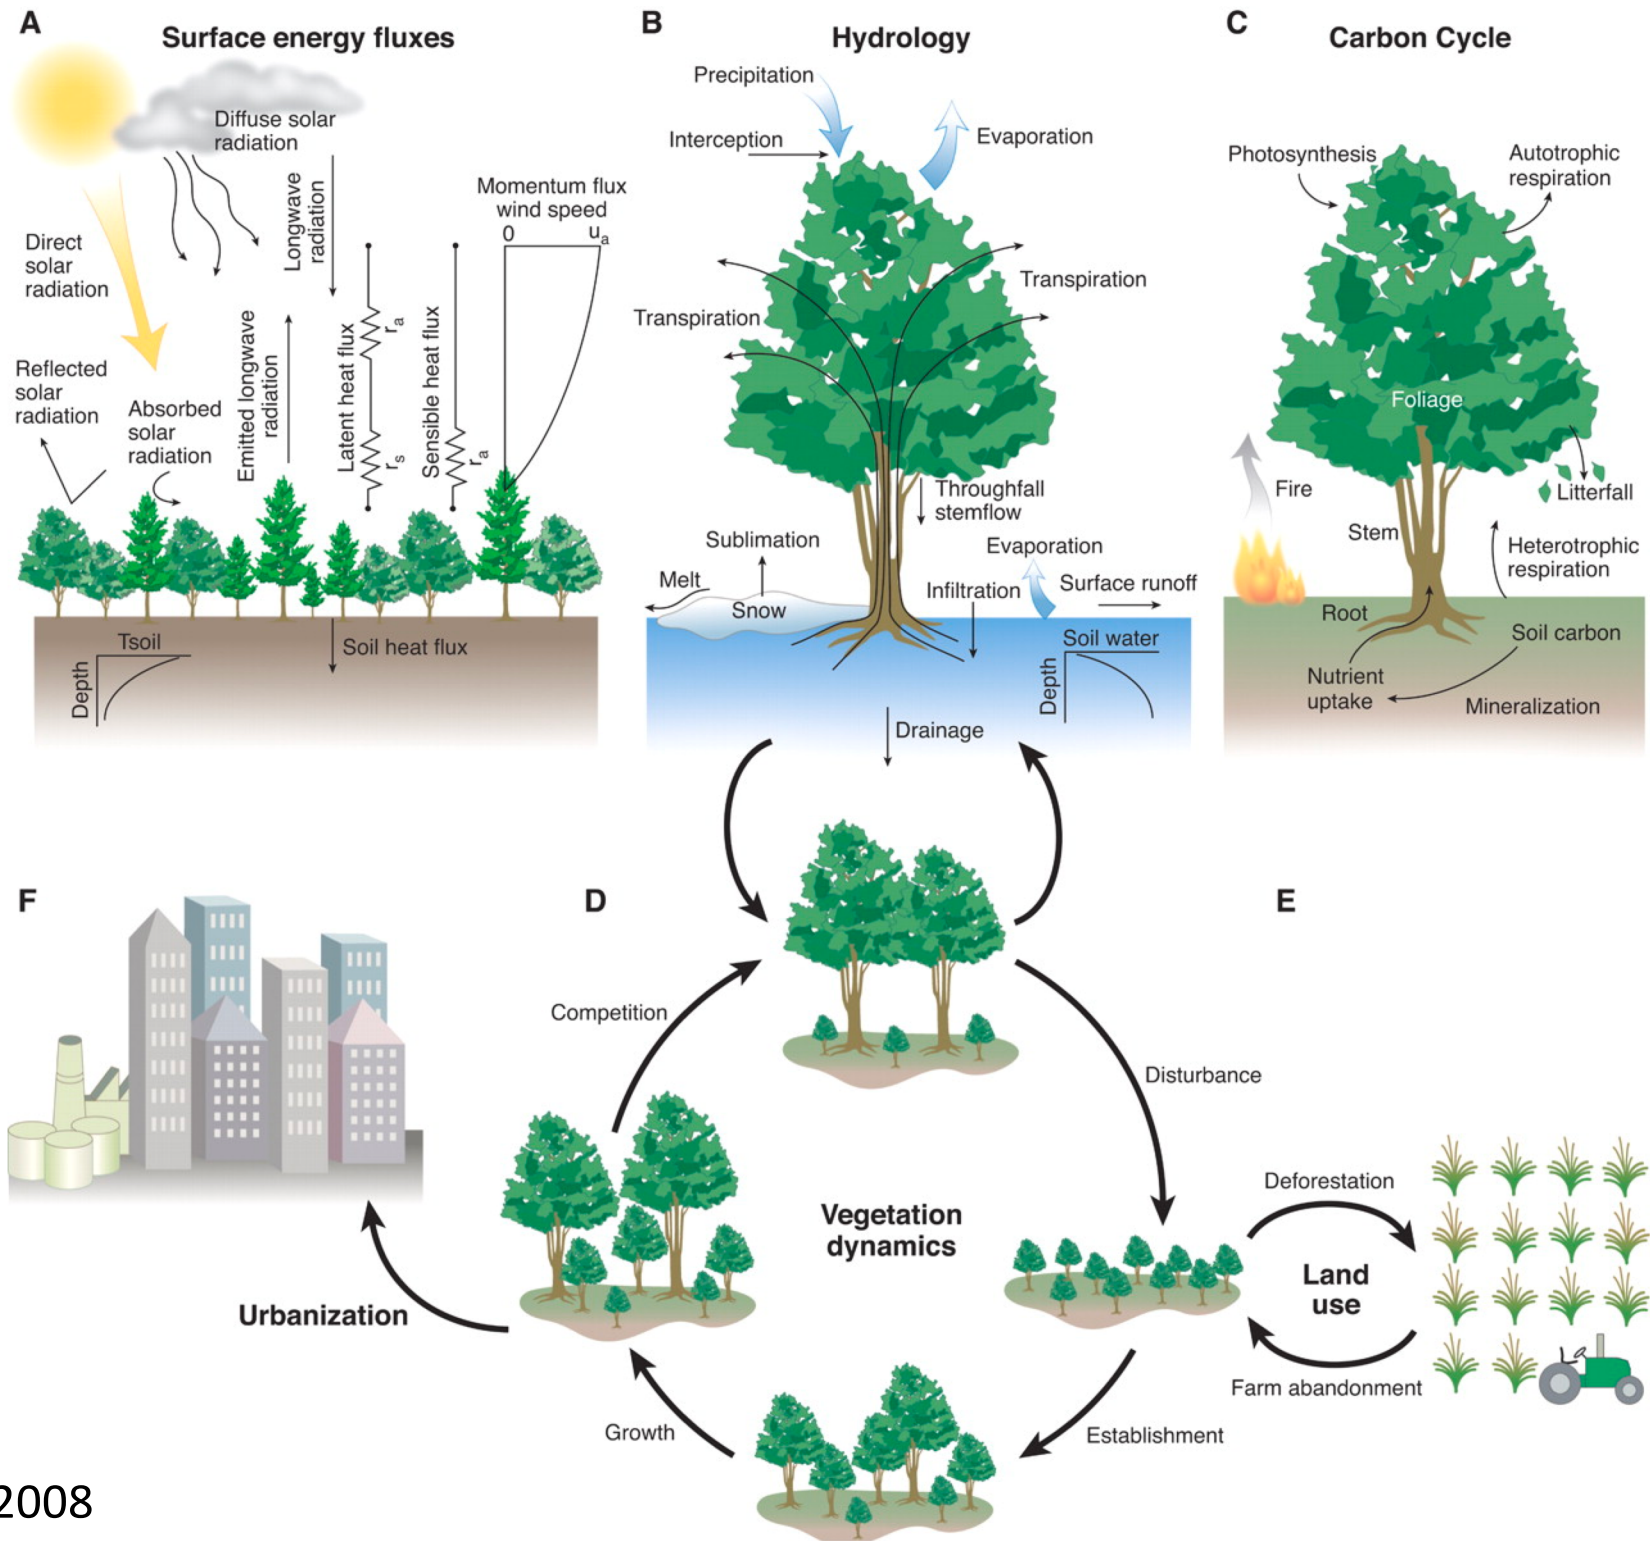 A
Surface energy fluxes
Diffuse solar
radiation
Direct
solar
radiation
Longwave
radiation
Momentum flux
wind speed
0
ua
Reflected
solar
radiation
Absorbed
solar
radiation
Emitted longwave
radiation
Latent heat flux
ra
rs
Sensible heat flux
ra
Tsoil
Depth
Soil heat flux
B
Hydrology
Precipitation
Interception
Evaporation
Transpiration
Transpiration
Throughfall
stemflow
Sublimation
Evaporation
Melt
Snow
Infiltration
Surface runoff
Soil water
Depth
Drainage
C
Carbon Cycle
Photosynthesis
Autotrophic
respiration
Foliage
Fire
Litterfall
Stem
Heterotrophic
respiration
Root
Soil carbon
Nutrient
uptake
Mineralization
F
D
E
Competition
Disturbance
Vegetation
dynamics
Deforestation
Land
use
Farm abandonment
Urbanization
Growth
Establishment
2008